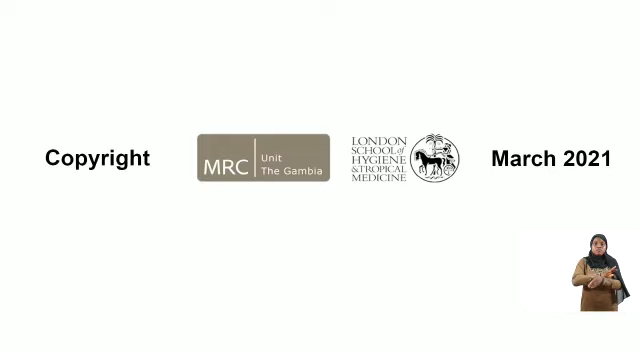 Copyright
MRC
Unit
The Gambia
LONDON
SCHOOL of
HYGIENE
& TROPICAL
MEDICINE
March 2021